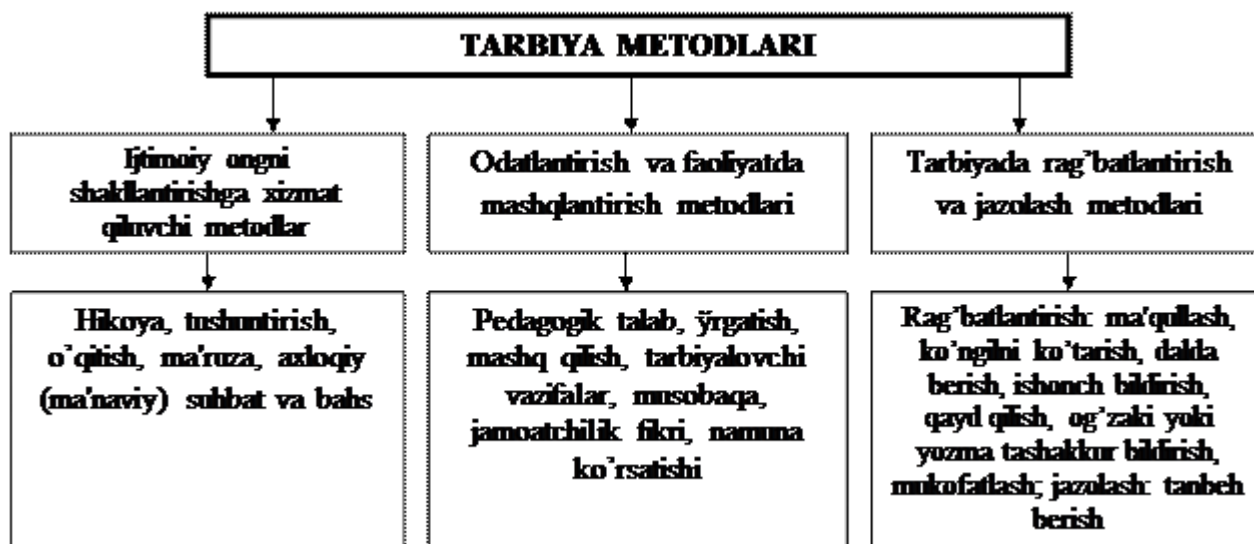 TARBIYA METODLARI
Ijtimoiy ongni
shakllantirishga xizmat
qiluvchi metodlar
Odatlantirish va faoliyatda
mashqlantirish metodlari
Tarbiyada rag’batlantirish
va jazolash metodlari
Hikoya, tushuntirish,
o’qitish, ma'ruza, axloqiy
(ma'naviy) suhbat va bahs
Pedagogik talab, ўrgatish,
mashq qilish, tarbiyalovchi
vazifalar, musobaqa,
jamoatchilik fikri, namuna
ko’rsatishi
Rag’batlantirish: ma'qullash,
ko’ngilni ko’tarish, dalda
berish, ishonch bildirish,
qayd qilish, og’zaki yoki
yozma tashakkur bildirish,
mukofatlash; jazolash: tanbeh
berish